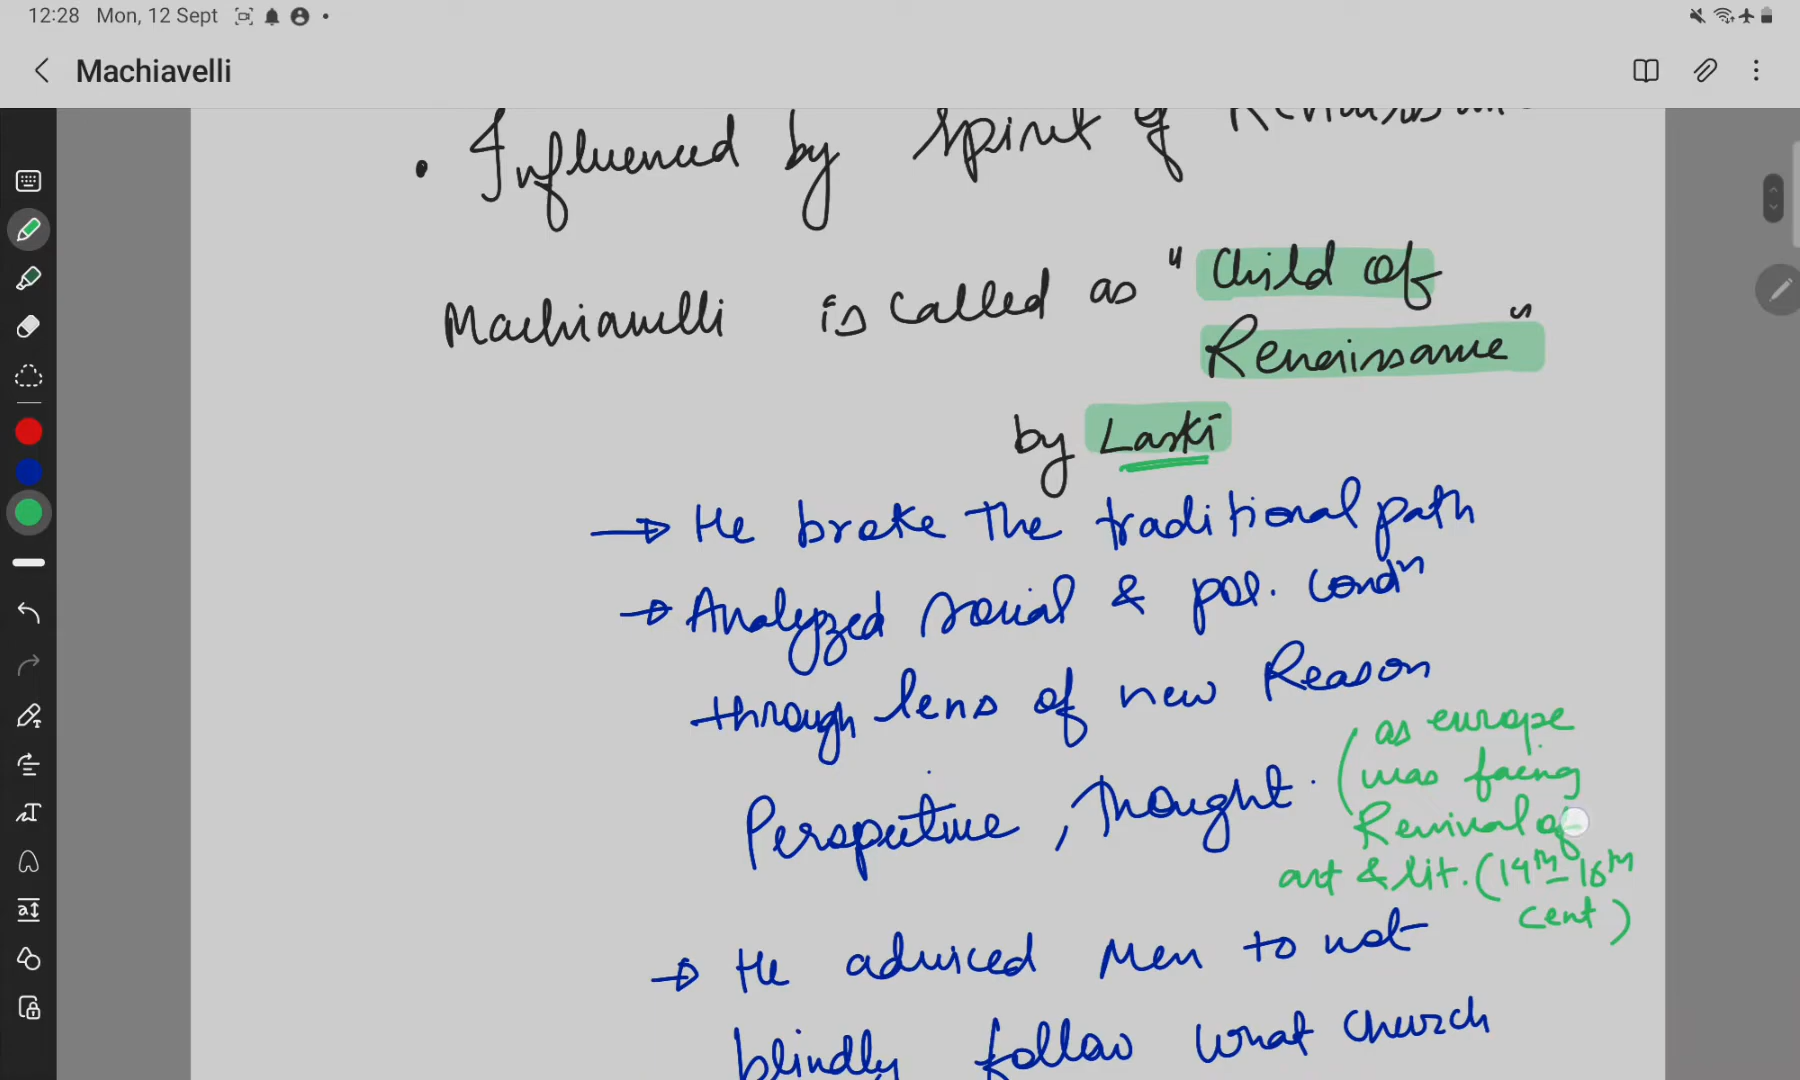 12:28 Mon, 12 Sept
Machiavelli
• Influenced by spirit of Renaissan
Machiavelli is called as "Child of
Renaissance"
by Laski
→ He broke the traditional path
→ Analyzed social & pol. condn
through lens of new Reason
Perspective, thought.
(as europe
was facing
Revival of
art & lit. (14th - 16th
cent)
→ He adviced Men to not
blindly follow what church